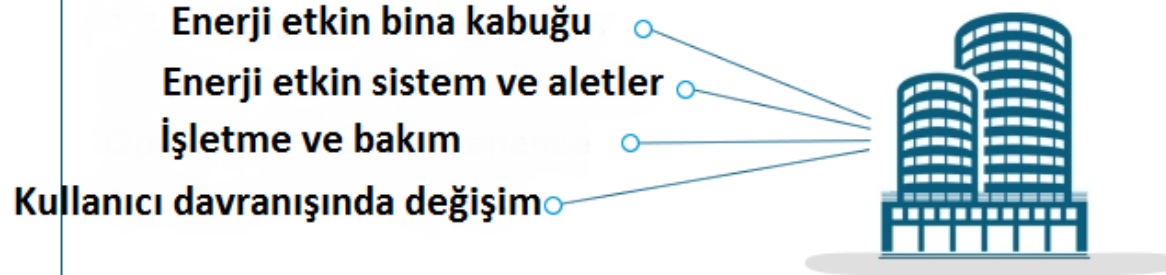 Enerji etkin bina kabuğu
Enerji etkin sistem ve aletler
İşletme ve bakım
Kullanıcı davranışında değişim